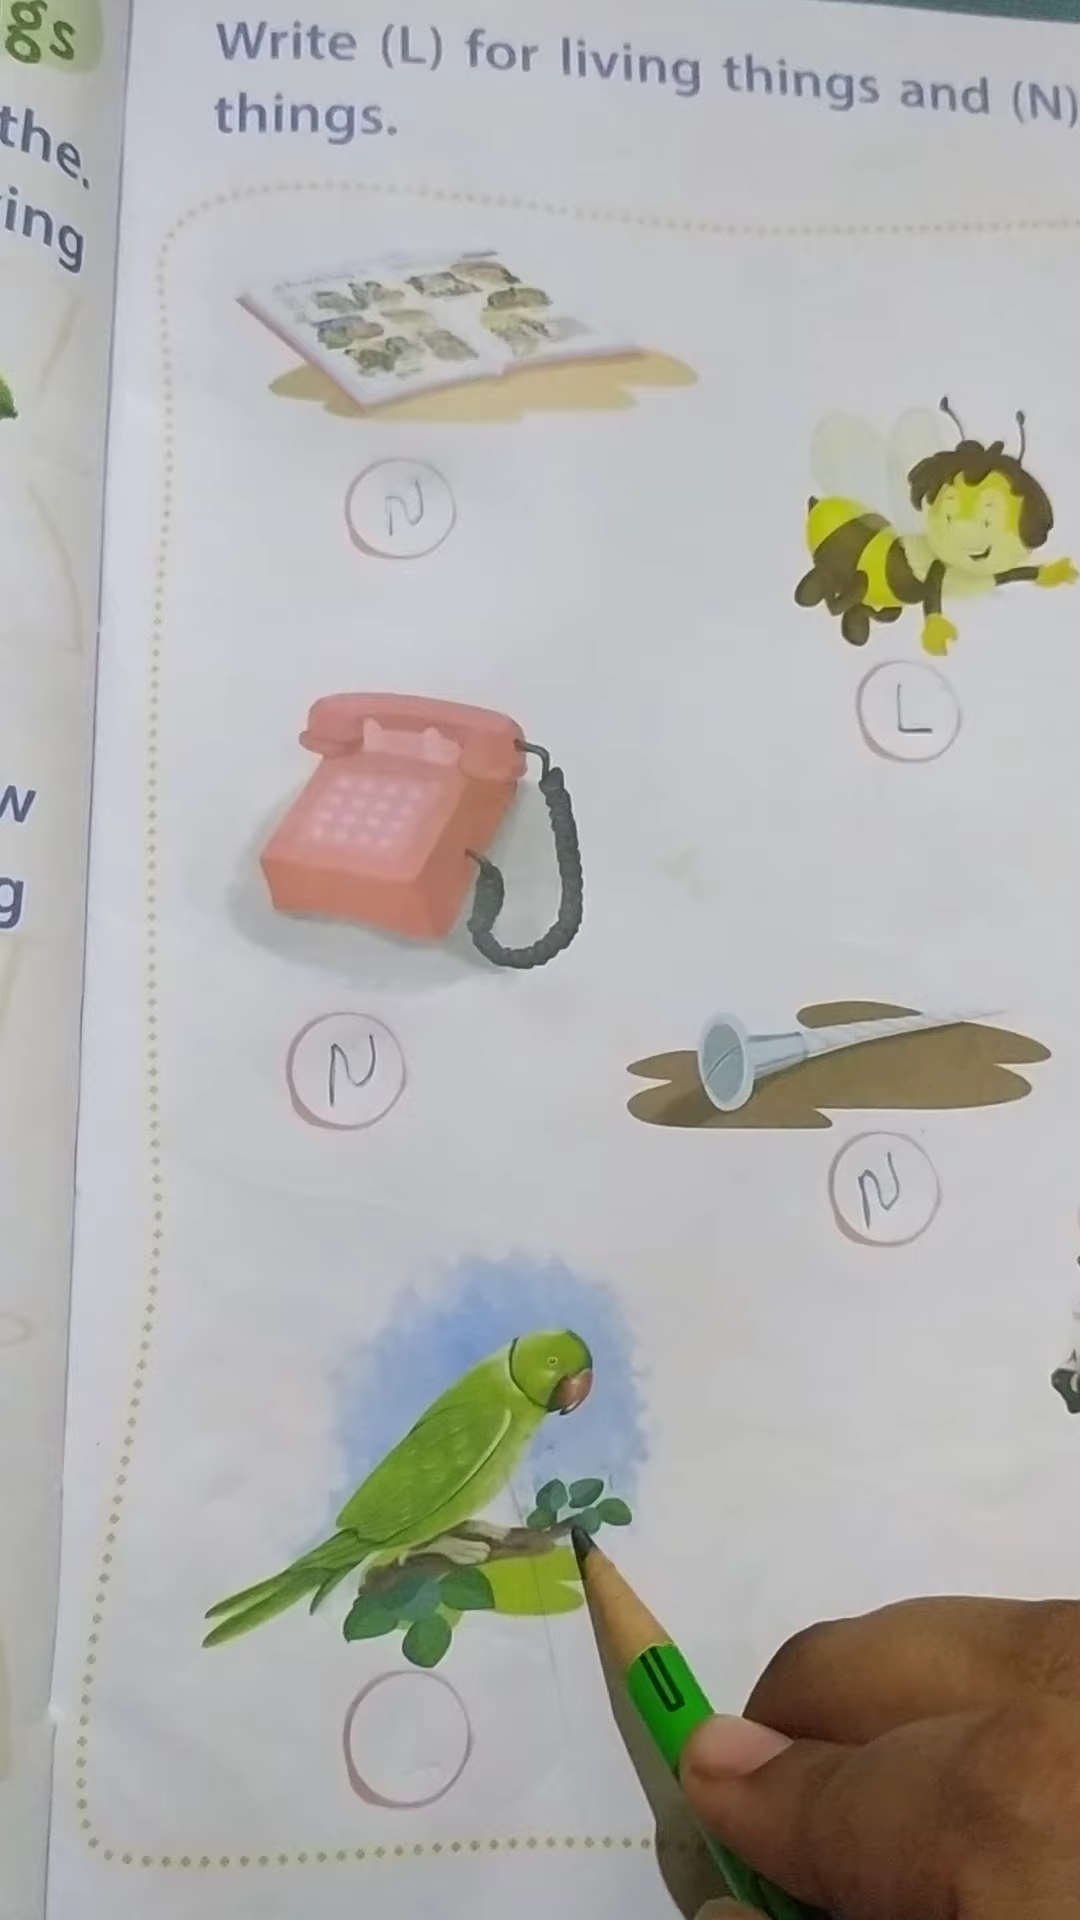 gs
the.
ing
w
g
Write (L) for living things and (N)
things.
N
L
N
N
U